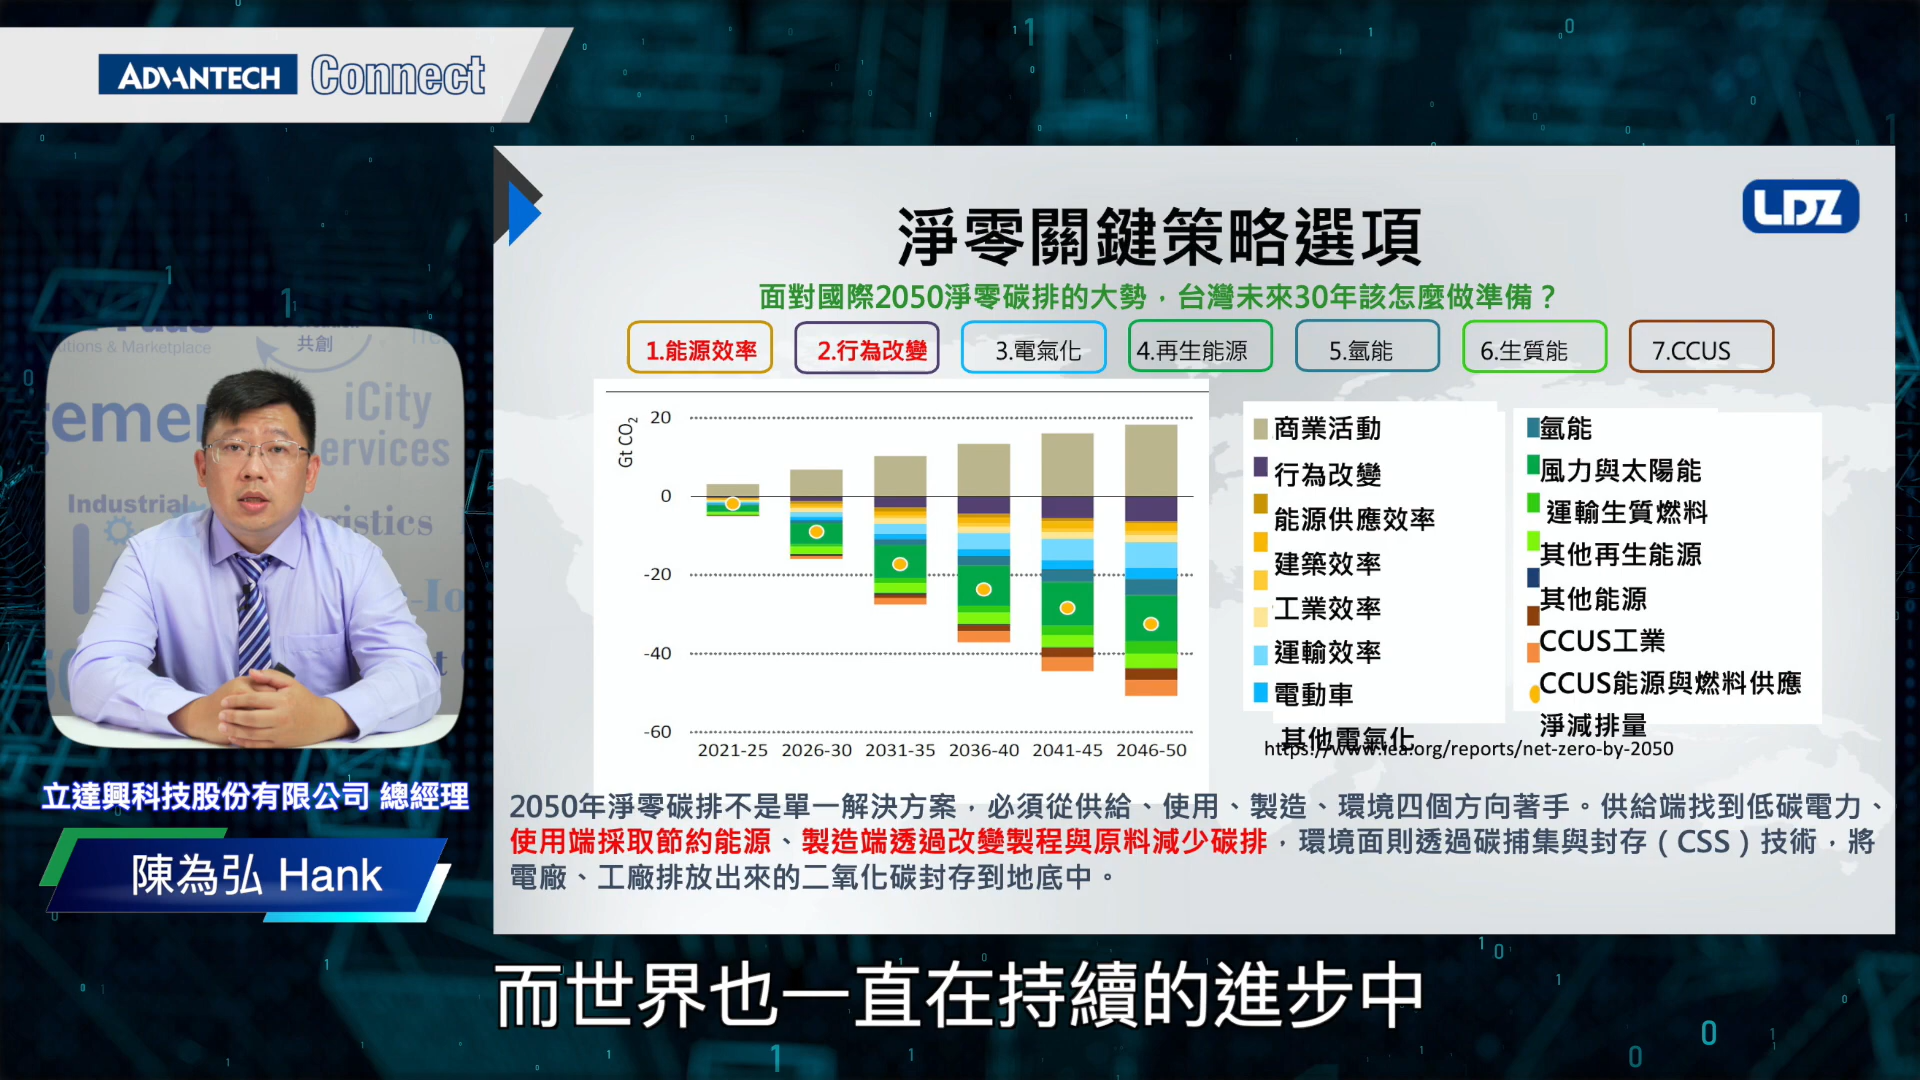 ADVANTECH Connect
LDZ
淨零關鍵策略選項
面對國際2050淨零碳排的大勢，台灣未來30年該怎麼做準備？
1.能源效率
2.行為改變
3.電氣化
4.再生能源
5.氫能
6.生質能
7.CCUS
Gt CO₂
20
0
-20
-40
-60
2021-25 2026-30 2031-35 2036-40 2041-45 2046-50
商業活動
行為改變
能源供應效率
建築效率
工業效率
運輸效率
電動車
其他電氣化
氫能
風力與太陽能
運輸生質燃料
其他再生能源
其他能源
CCUS工業
CCUS能源與燃料供應
淨減排量
https://www.iea.org/reports/net-zero-by-2050
2050年淨零碳排不是單一解決方案，必須從供給、使用、製造、環境四個方向著手。供給端找到低碳電力、
使用端採取節約能源、製造端透過改變製程與原料減少碳排，環境面則透過碳捕集與封存（CSS）技術，將
電廠、工廠排放出來的二氧化碳封存到地底中。
utions & Marketplace
共創
iCity
ervices
Industrial
gistics
立達興科技股份有限公司 總經理
陳為弘 Hank
而世界也一直在持續的進步中